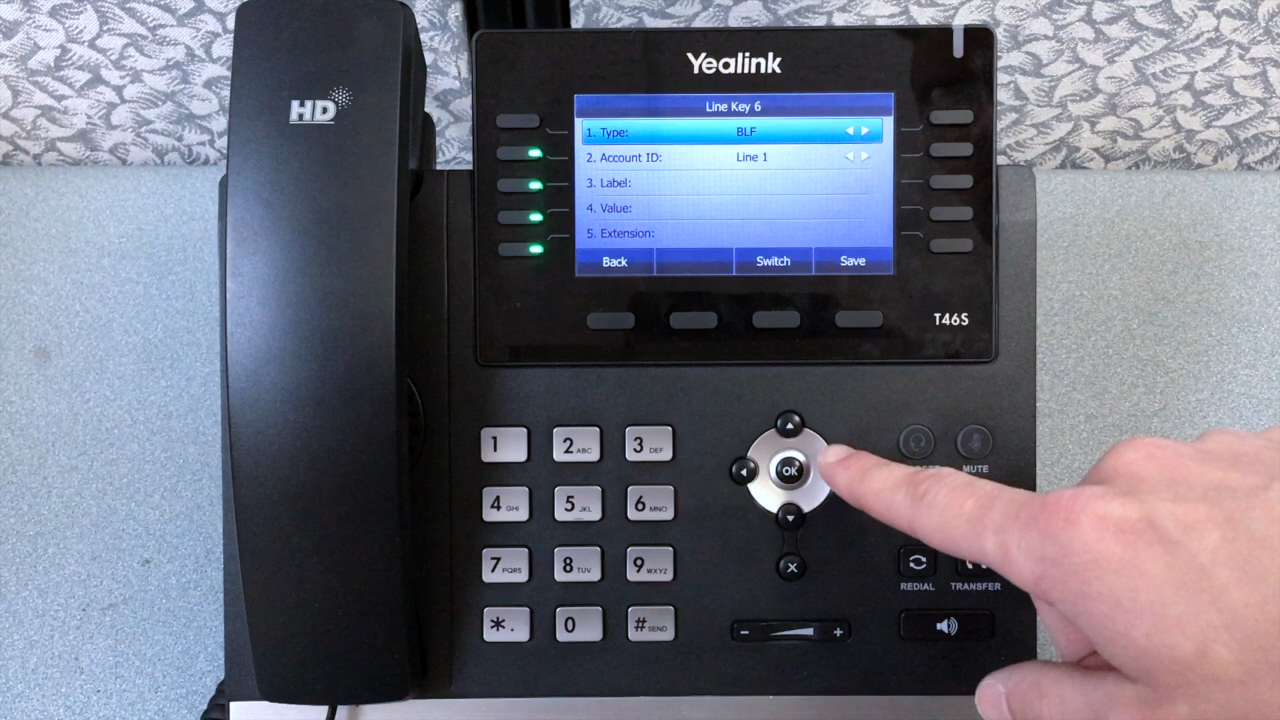 Yealink
HD
Line Key 6
1. Type: BLF
2. Account ID: Line 1
3. Label:
4. Value:
5. Extension:
Back Switch Save
T46S
1 2 ABC 3 DEF
OK
MUTE
4 GHI 5 JKL 6 MNO
7 PQRS 8 TUV 9 WXYZ
X
REDIAL TRANSFER
*. 0 # SEND
- +